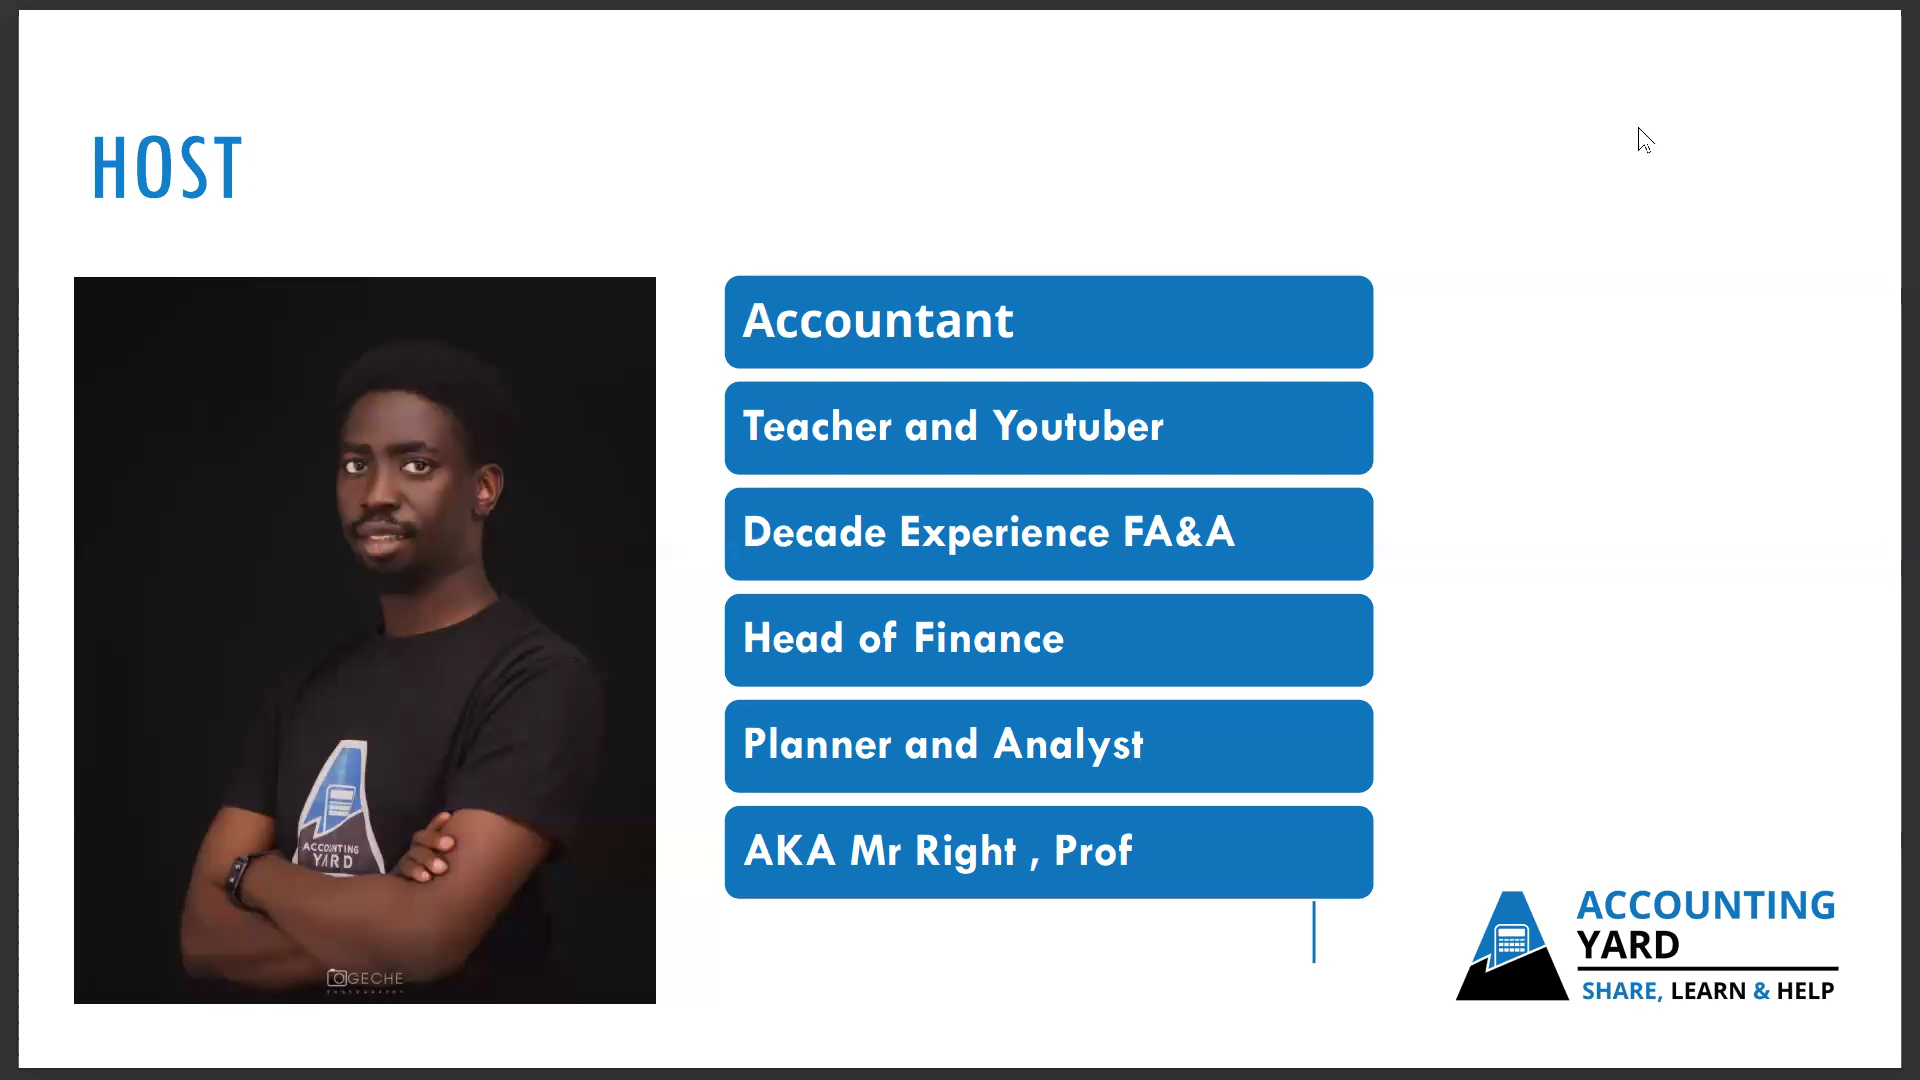 HOST
Accountant
Teacher and Youtuber
Decade Experience FA&A
Head of Finance
Planner and Analyst
AKA Mr Right , Prof
ACCOUNTING
YARD
GECHE
ACCOUNTING
YARD
SHARE, LEARN & HELP